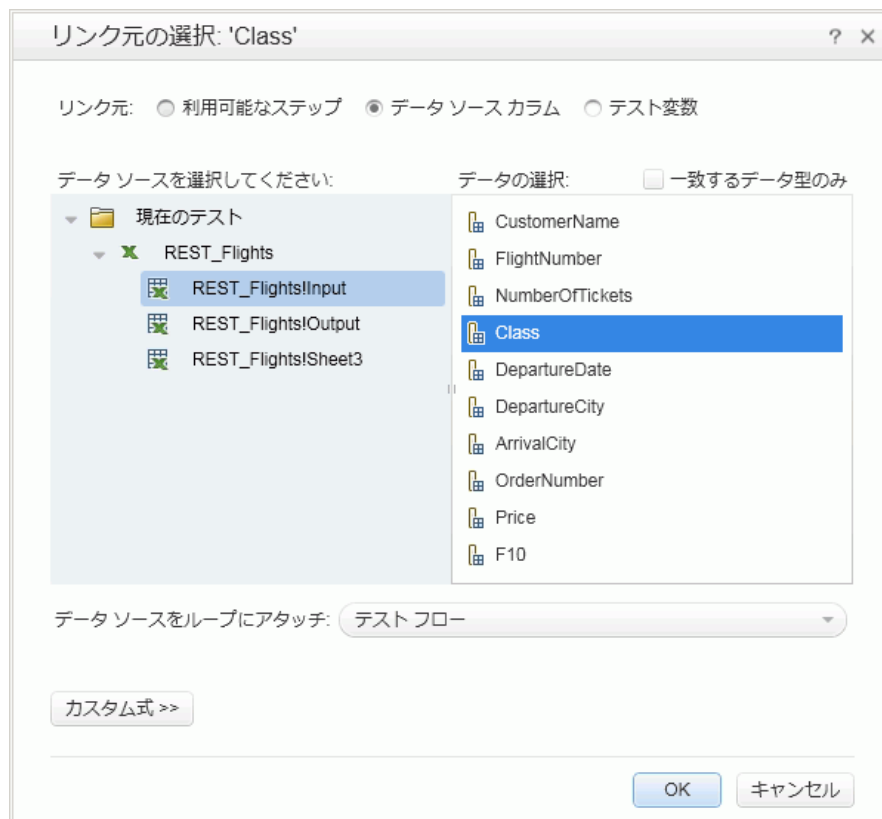 リンク元の選択: 'Class' ? ×
リンク元: 利用可能なステップ データ ソース カラム テスト変数
データ ソースを選択してください: データの選択: 一致するデータ型のみ
現在のテスト
REST_Flights
REST_Flights!Input
REST_Flights!Output
REST_Flights!Sheet3
CustomerName
FlightNumber
NumberOfTickets
Class
DepartureDate
DepartureCity
ArrivalCity
OrderNumber
Price
F10
データ ソースをループにアタッチ: テスト フロー
カスタム式 >>
OK キャンセル